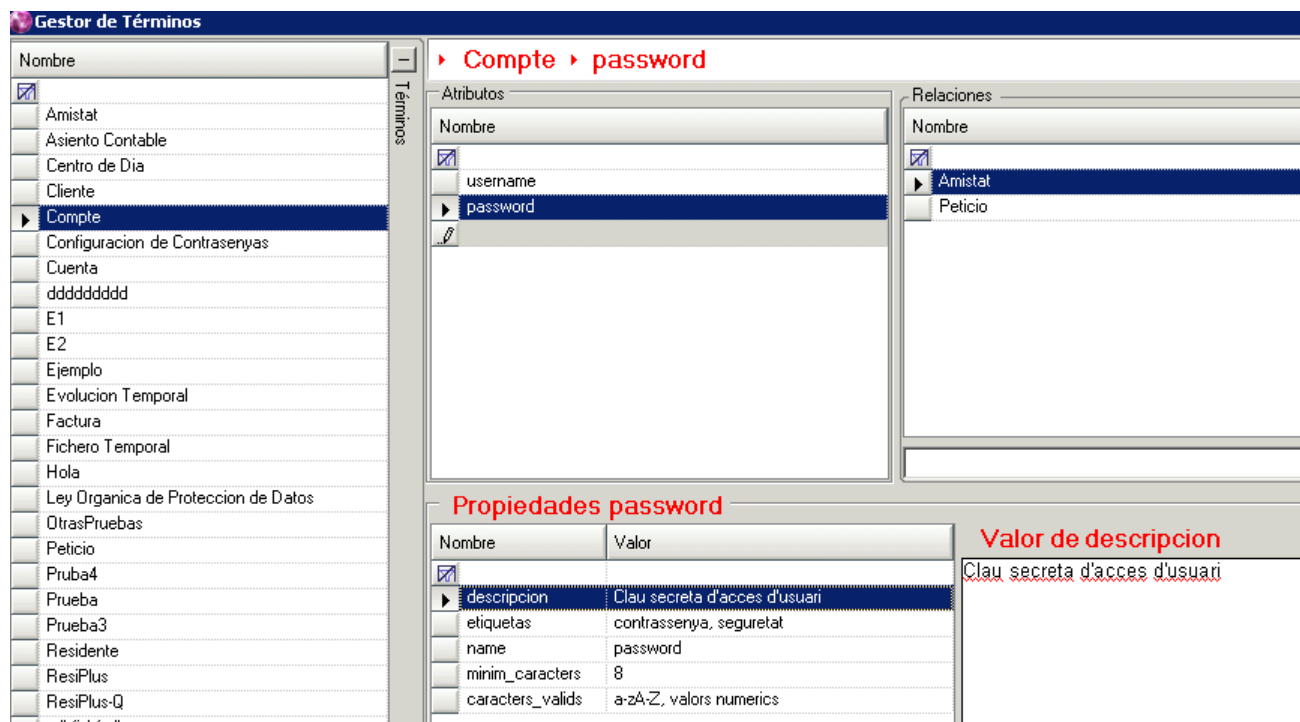 Gestor de Términos
Nombre
Amistat
Asiento Contable
Centro de Dia
Cliente
Compte
Configuracion de Contrasenyas
Cuenta
ddddddddd
E1
E2
Ejemplo
Evolucion Temporal
Factura
Fichero Temporal
Hola
Ley Organica de Proteccion de Datos
OtrasPruebas
Peticio
Pruba4
Prueba
Prueba3
Residente
ResiPlus
ResiPlus-Q
Términos
Compte password
Atributos
Nombre
username
password
Relaciones
Nombre
Amistat
Peticio
Propiedades password
Nombre Valor
descripcion Clau secreta d'acces d'usuari
etiquetas contrassenya, seguretat
name password
minim_caracters 8
caracters_valids a-zA-Z, valors numerics
Valor de descripcion
Clau secreta d'acces d'usuari